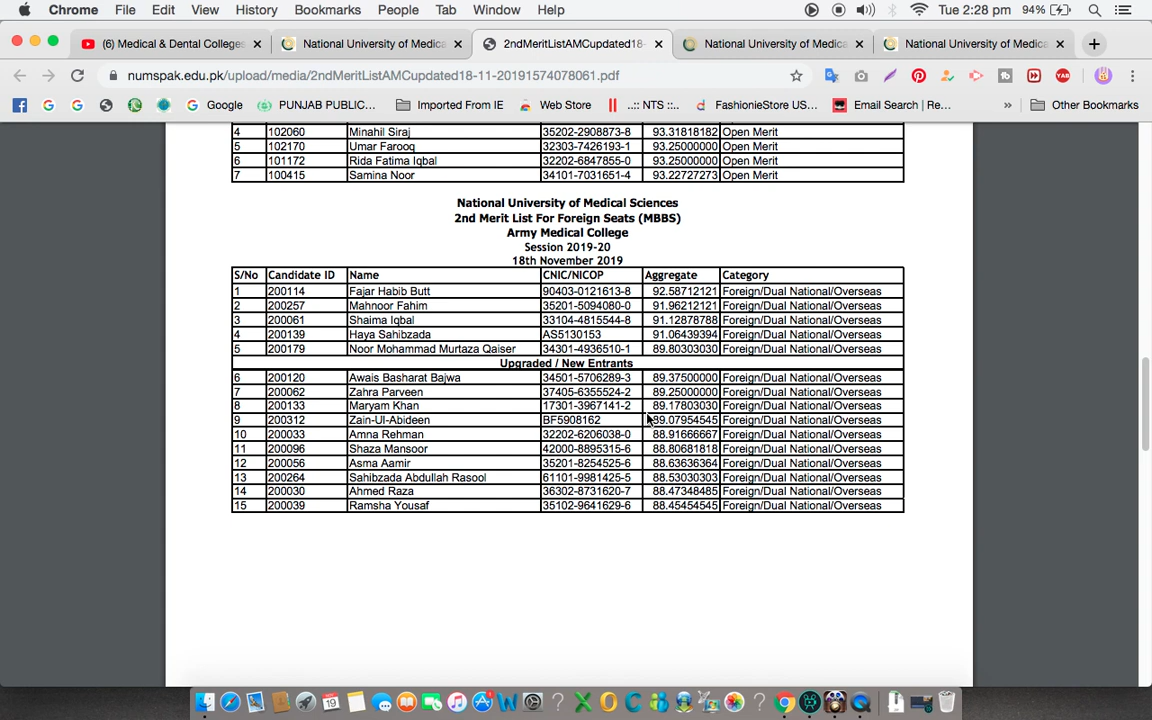 Chrome File Edit View History Bookmarks People Tab Window Help Tue 2:28 pm 94%
(6) Medical & Dental Colleges National University of Medica 2ndMeritListAMCupdated18- National University of Medica National University of Medica
numspak.edu.pk/upload/media/2ndMeritListAMCupdated18-11-20191574078061.pdf
Google PUNJAB PUBLIC... Imported From IE Web Store ..:: NTS ::.. FashionieStore US... Email Search | Re... » Other Bookmarks
4 102060 Minahil Siraj 35202-2908873-8 93.31818182 Open Merit
5 102170 Umar Farooq 32303-7426193-1 93.25000000 Open Merit
6 101172 Rida Fatima Iqbal 32202-6847855-0 93.25000000 Open Merit
7 100415 Samina Noor 34101-7031651-4 93.22727273 Open Merit
National University of Medical Sciences
2nd Merit List For Foreign Seats (MBBS)
Army Medical College
Session 2019-20
18th November 2019
S/No Candidate ID Name CNIC/NICOP Aggregate Category
1 200114 Fajar Habib Butt 90403-0121613-8 92.58712121 Foreign/Dual National/Overseas
2 200257 Mahnoor Fahim 35201-5094080-0 91.96212121 Foreign/Dual National/Overseas
3 200061 Shaima Iqbal 33104-4815544-8 91.12878788 Foreign/Dual National/Overseas
4 200139 Haya Sahibzada AS5130153 91.06439394 Foreign/Dual National/Overseas
5 200179 Noor Mohammad Murtaza Qaiser 34301-4936510-1 89.80303030 Foreign/Dual National/Overseas
Upgraded / New Entrants
6 200120 Awais Basharat Bajwa 34501-5706289-3 89.37500000 Foreign/Dual National/Overseas
7 200062 Zahra Parveen 37405-6355524-2 89.25000000 Foreign/Dual National/Overseas
8 200133 Maryam Khan 17301-3967141-2 89.17803030 Foreign/Dual National/Overseas
9 200312 Zain-Ul-Abideen BF5908162 89.07954545 Foreign/Dual National/Overseas
10 200033 Amna Rehman 32202-6206038-0 88.91666667 Foreign/Dual National/Overseas
11 200096 Shaza Mansoor 42000-8895315-6 88.80681818 Foreign/Dual National/Overseas
12 200056 Asma Aamir 35201-8254525-6 88.63636364 Foreign/Dual National/Overseas
13 200264 Sahibzada Abdullah Rasool 61101-9981425-5 88.53030303 Foreign/Dual National/Overseas
14 200030 Ahmed Raza 36302-8731620-7 88.47348485 Foreign/Dual National/Overseas
15 200039 Ramsha Yousaf 35102-9641629-6 88.45454545 Foreign/Dual National/Overseas